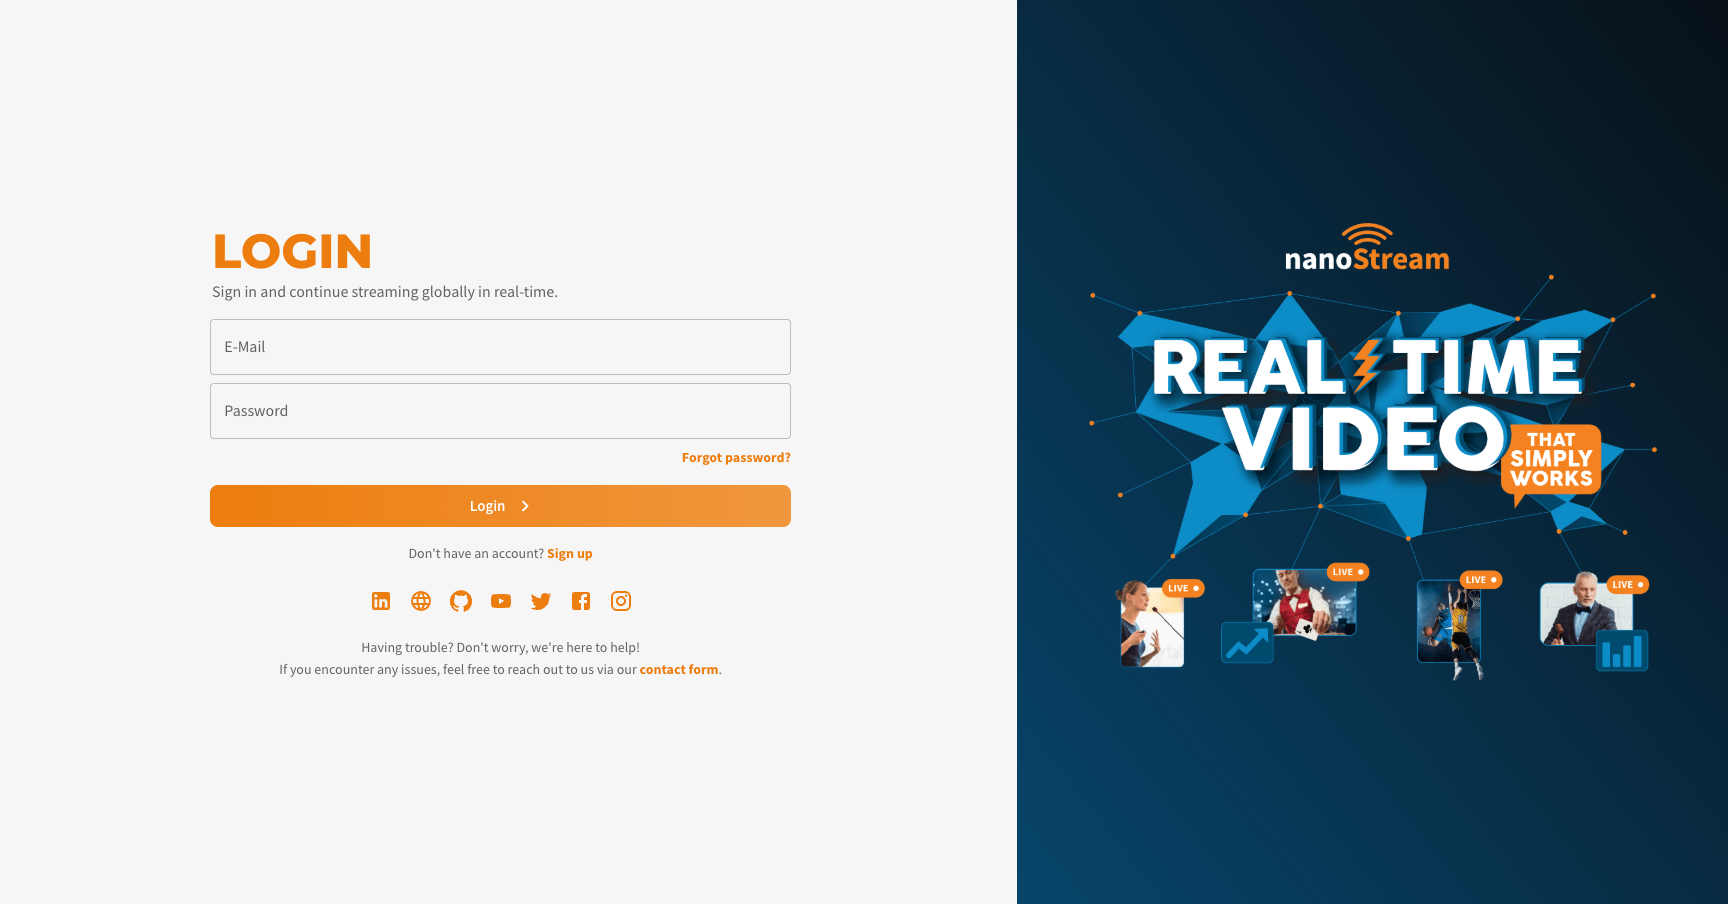 LOGIN
Sign in and continue streaming globally in real-time.
E-Mail
Password
Forgot password?
Login
Don't have an account? Sign up
Having trouble? Don't worry, we're here to help!
If you encounter any issues, feel free to reach out to us via our contact form.
nanoStream
REAL TIME
VIDEO
THAT
SIMPLY
WORKS
LIVE
LIVE
LIVE
LIVE